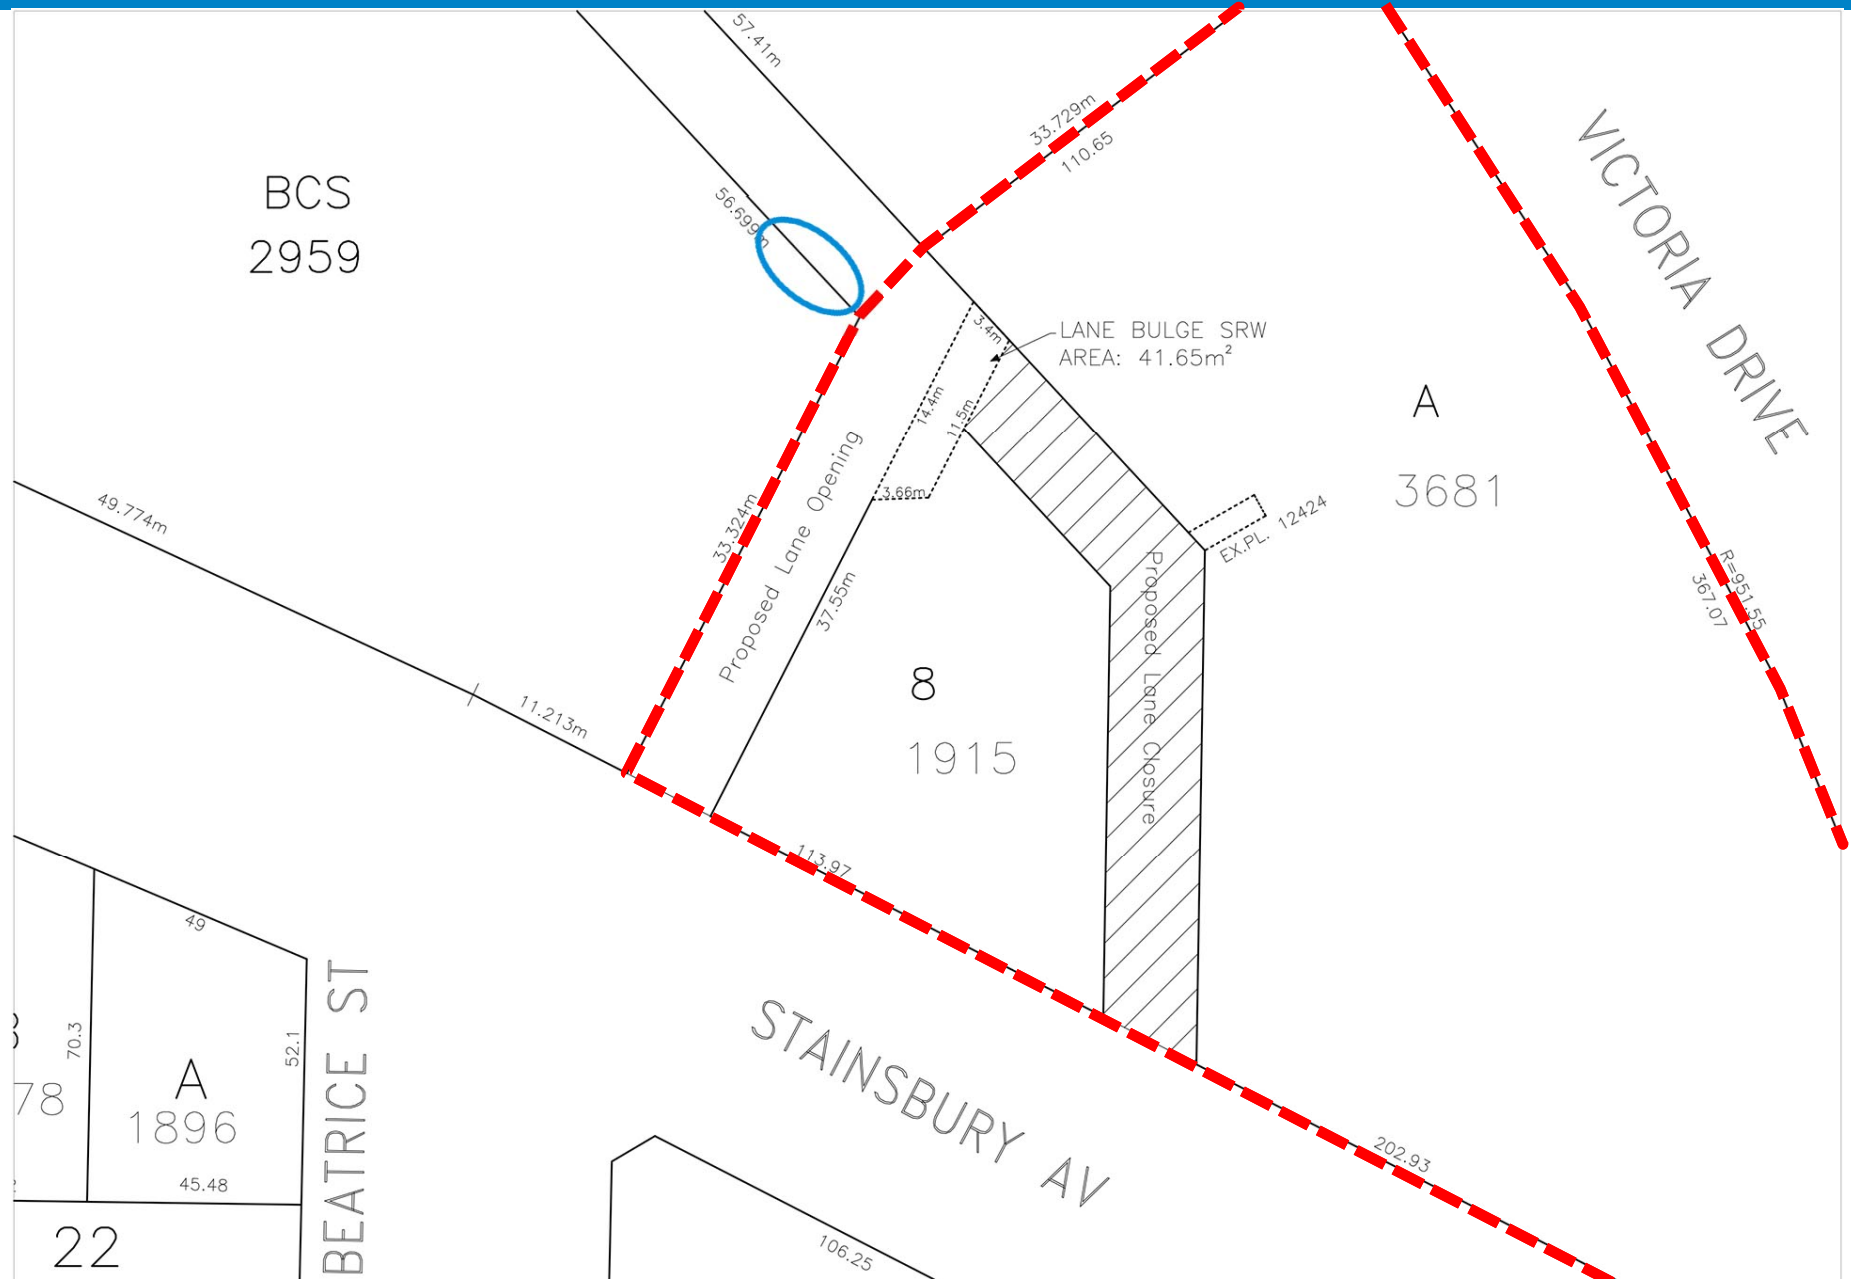 57.41m
33.729m
110.65
VICTORIA DRIVE
BCS
2959
56.699m
3.4m
LANE BULGE SRW
AREA: 41.65m²
14.4m
11.5m
A
3681
3.66m
EX.PL. 12424
49.774m
33.324m
Proposed Lane Opening
37.55m
Proposed Lane Closure
R=951.55
367.07
11.213m
8
1915
113.97
49
70.3
52.1
78
A
1896
45.48
22
BEATRICE ST
STAINSBURY AV
202.93
106.25